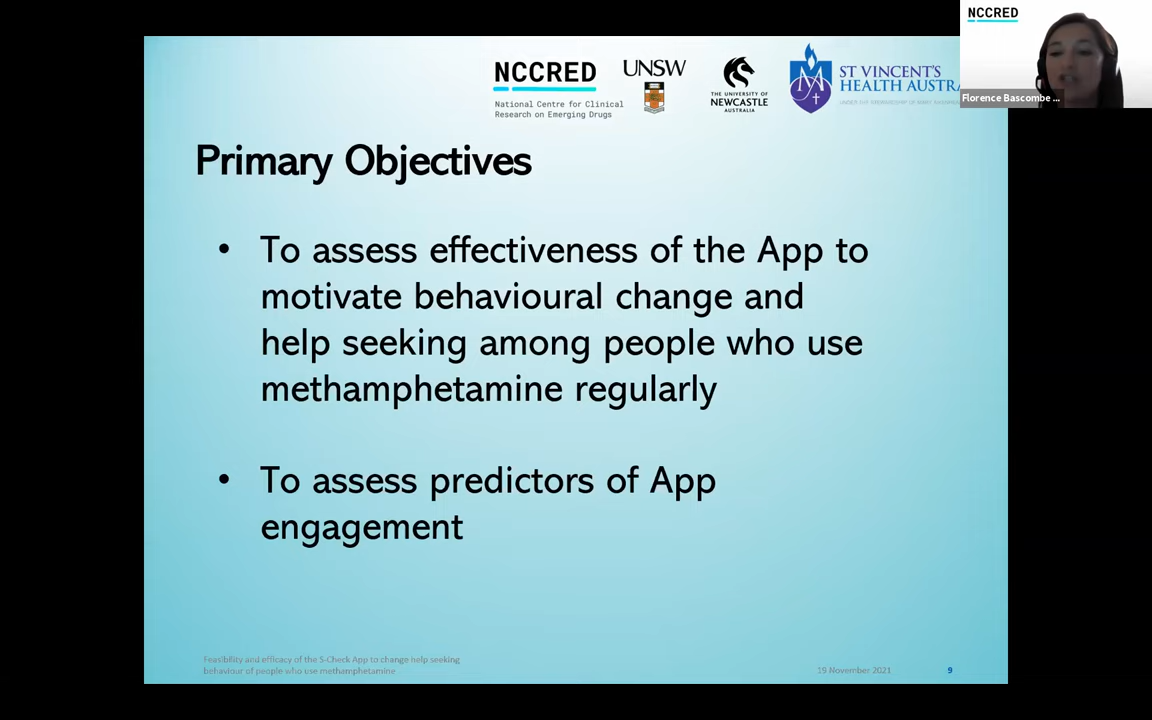 NCCRED
NCCRED
National Centre for Clinical
Research on Emerging Drugs
UNSW
THE UNIVERSITY OF
NEWCASTLE
AUSTRALIA
ST VINCENT'S
HEALTH AUSTRA
Florence Bascombe ...
Primary Objectives
• To assess effectiveness of the App to
motivate behavioural change and
help seeking among people who use
methamphetamine regularly
• To assess predictors of App
engagement
Feasibility and efficacy of the S-Check App to change help seeking
behaviour of people who use methamphetamine
19 November 2021
9